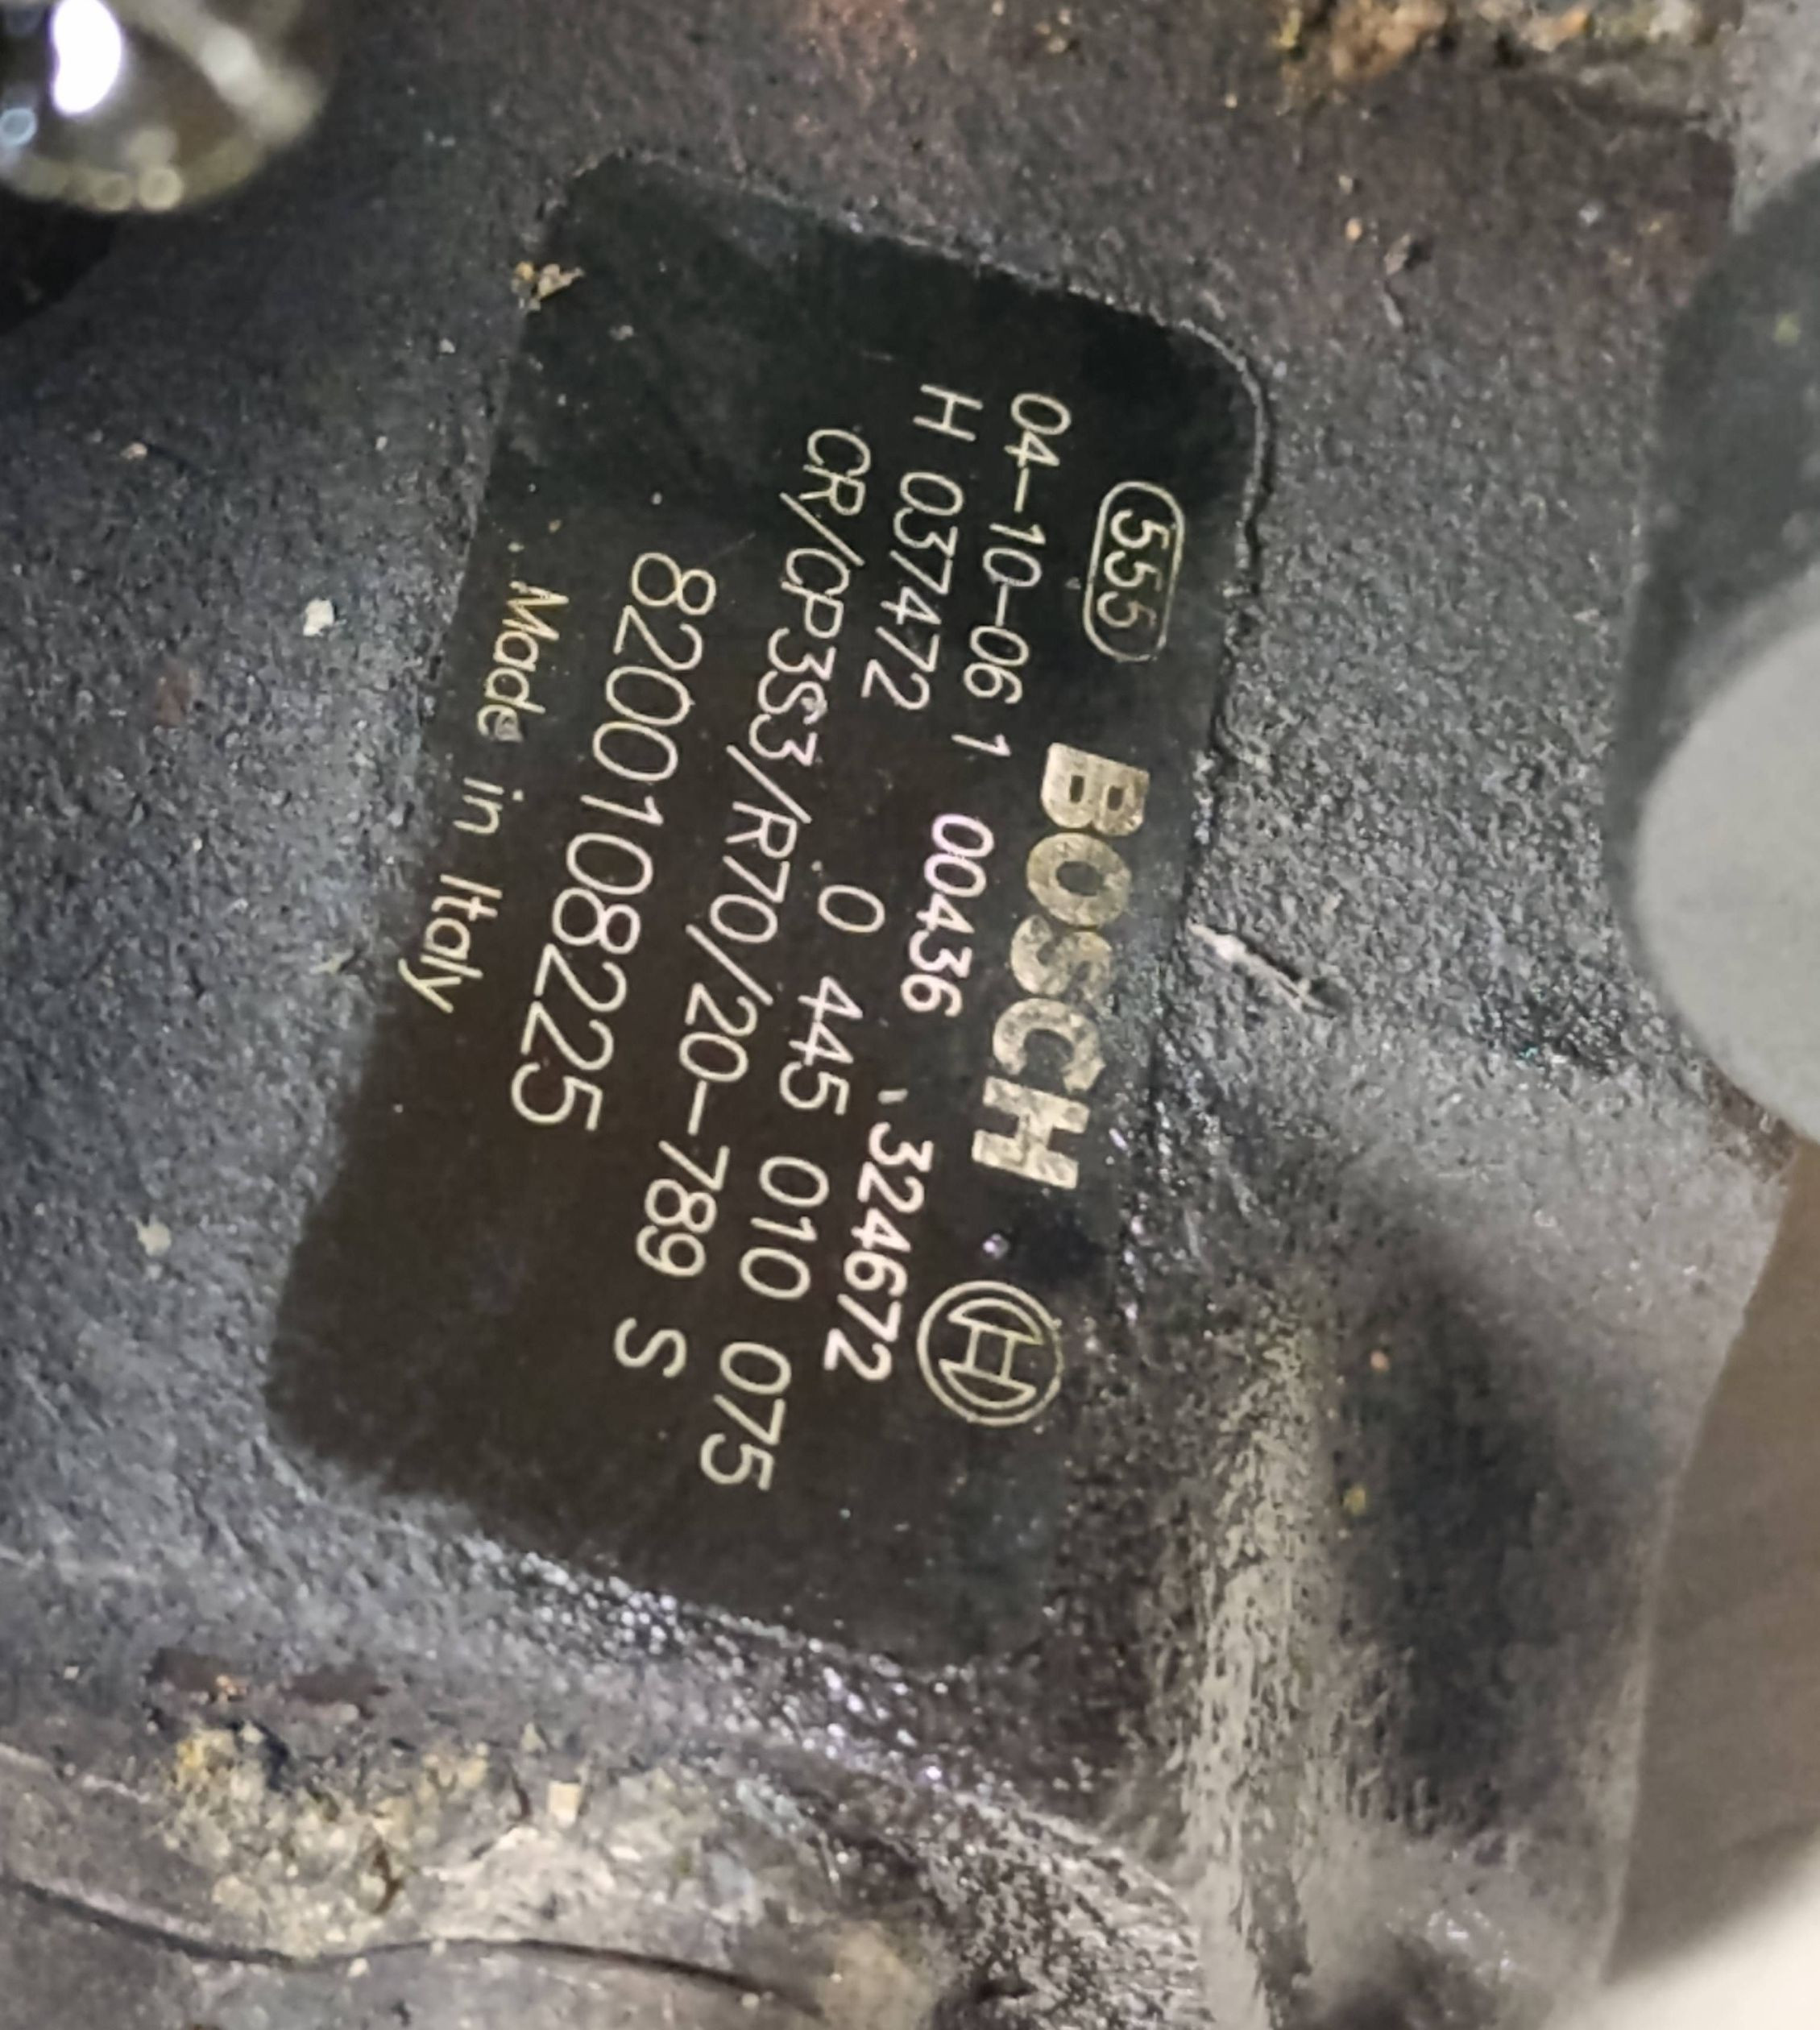 555 BOSCH
04-10-06 1 00436 324672
H 037472 0 445 010 075
CR/CP3S3/R70/20-789 S
8200108225
Made in Italy